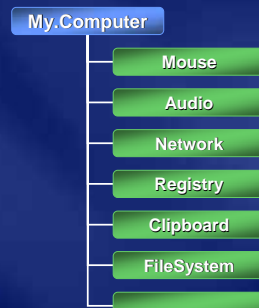 My.Computer
Mouse
Audio
Network
Registry
Clipboard
FileSystem